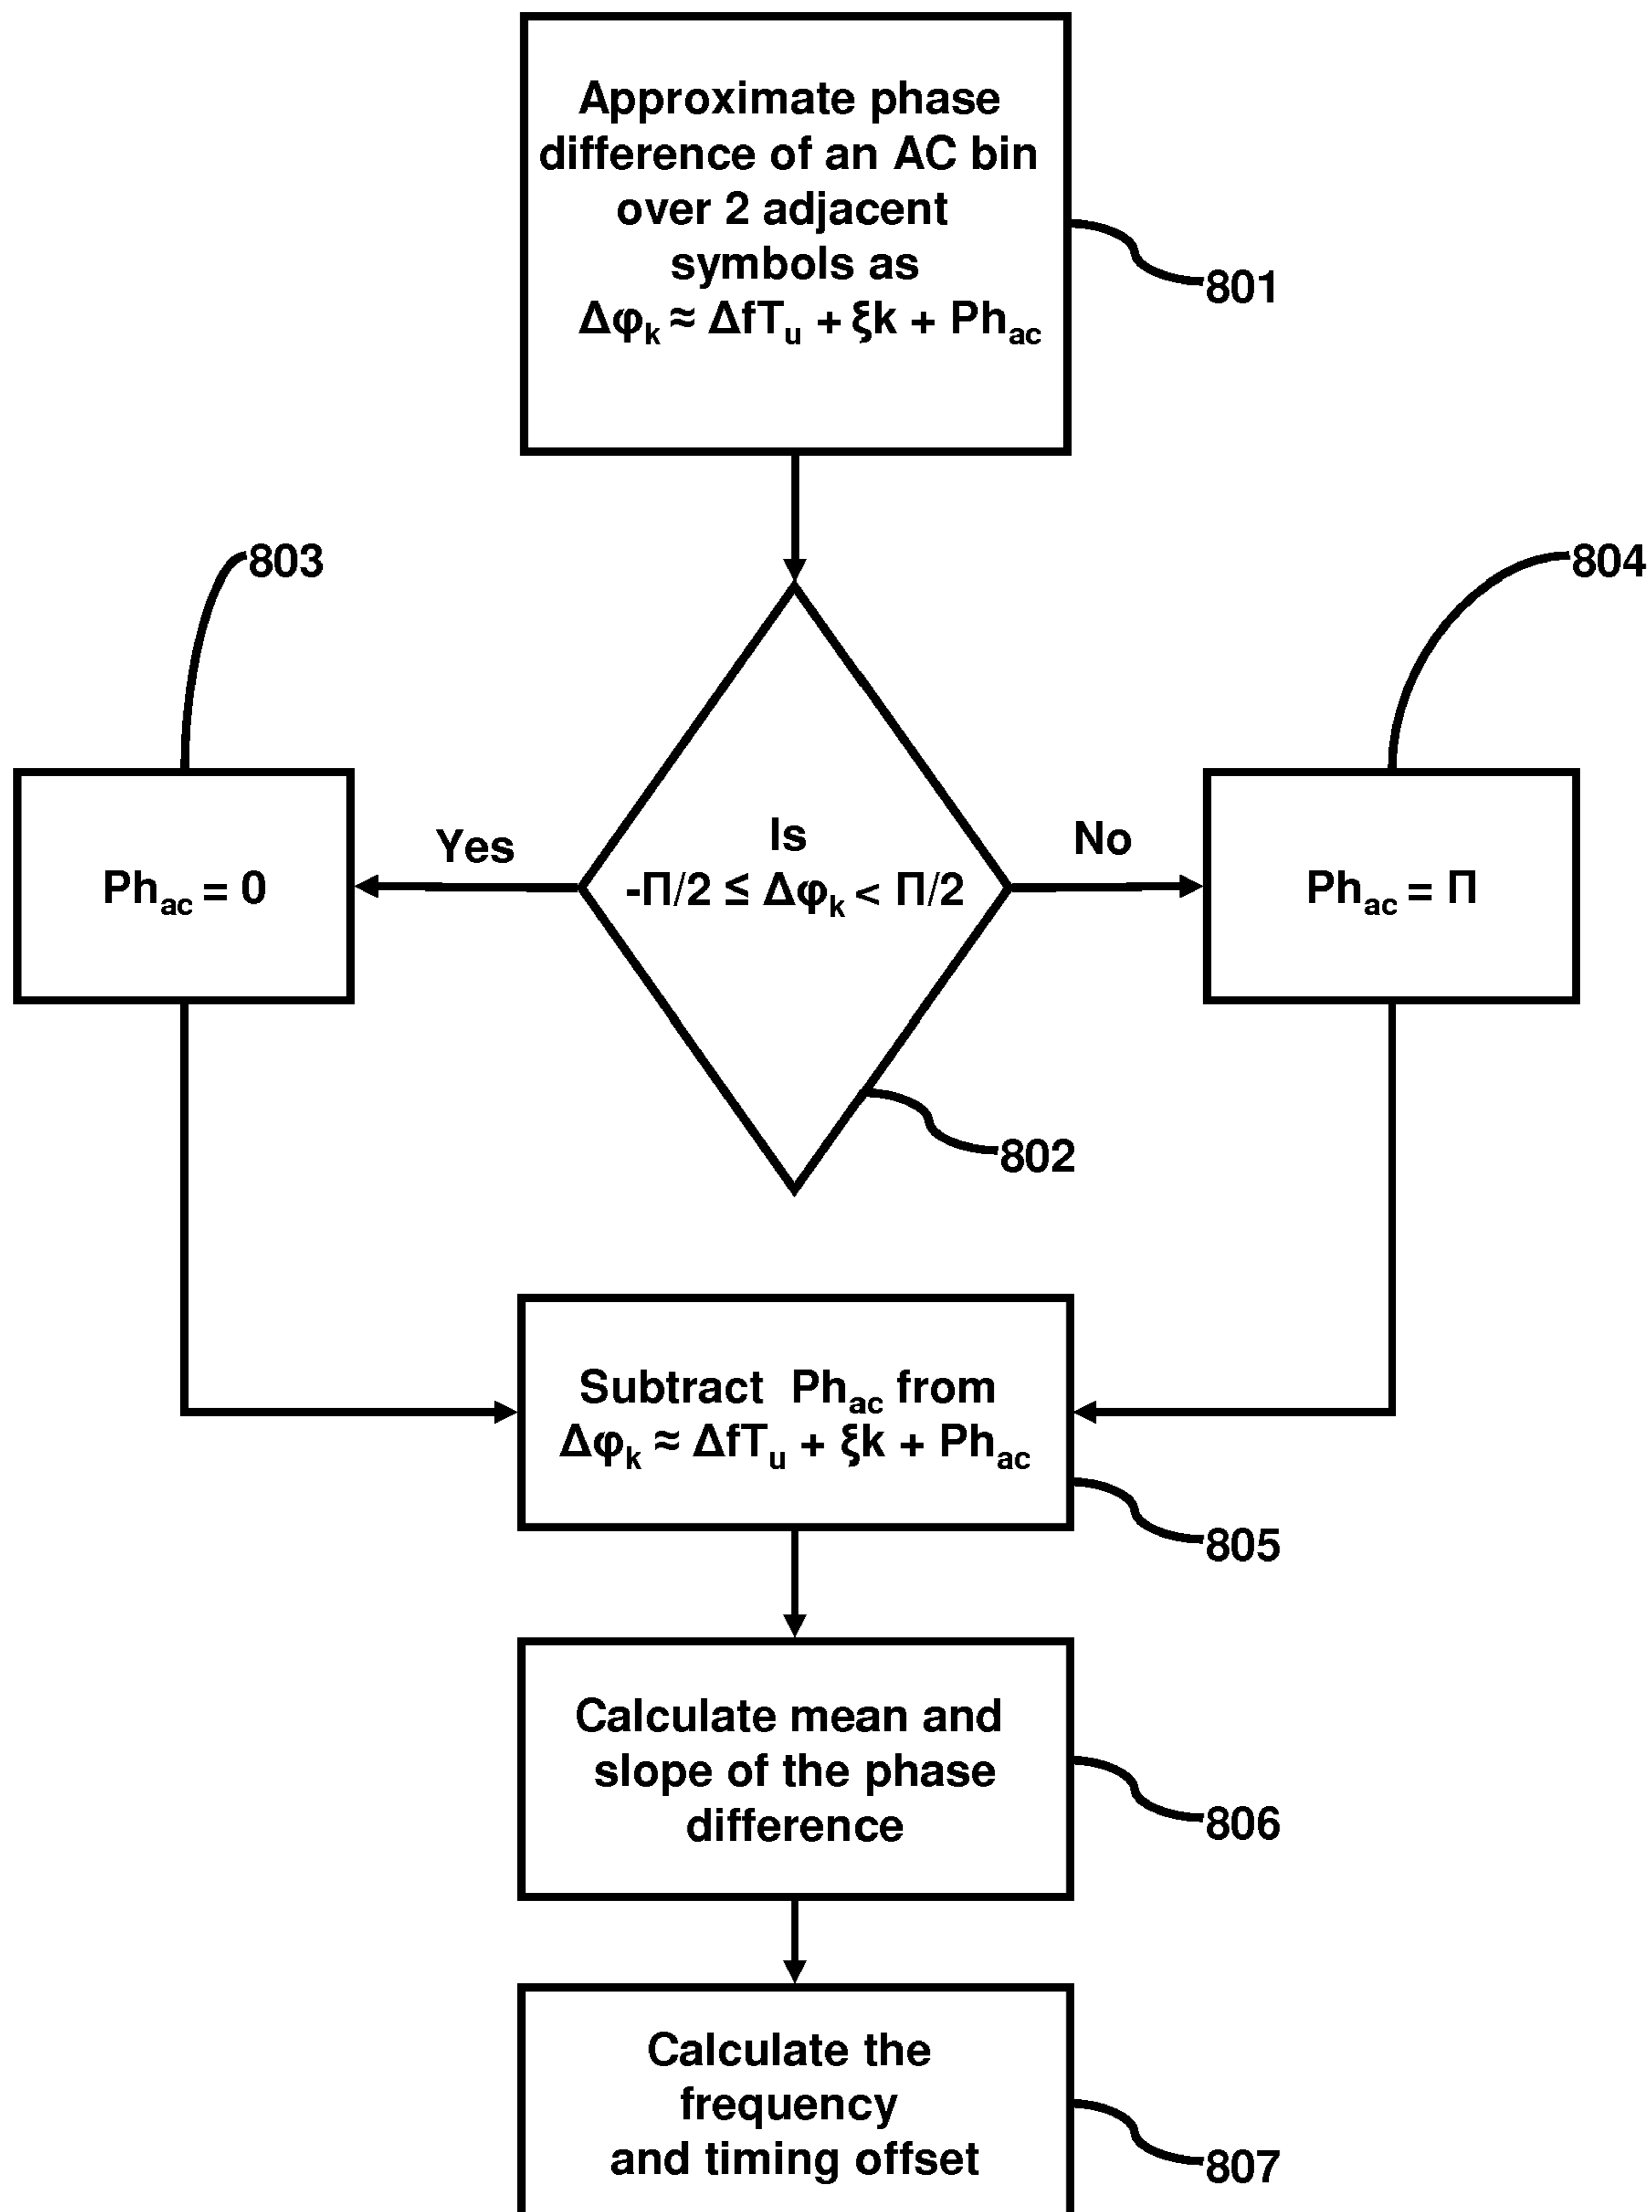 Approximate phase
difference of an AC bin
over 2 adjacent
symbols as
Δφk ≈ ΔfTu + ξk + Phac
801
803
804
Is
-Π/2 ≤ Δφk < Π/2
Yes
No
Phac = 0
Phac = Π
802
Subtract Phac from
Δφk ≈ ΔfTu + ξk + Phac
805
Calculate mean and
slope of the phase
difference
806
Calculate the
frequency
and timing offset
807